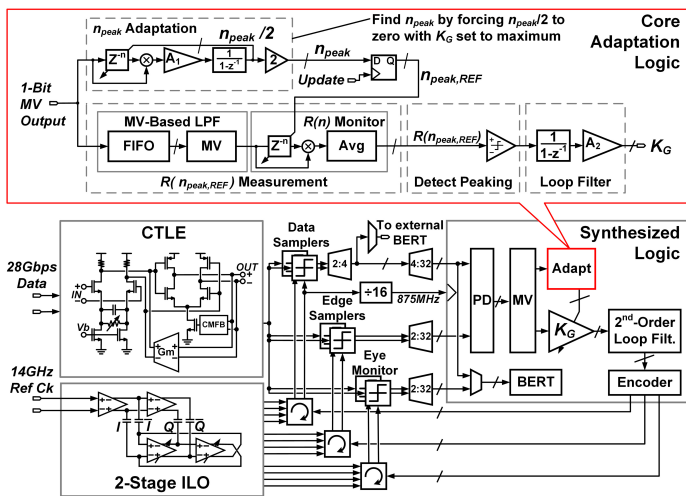 n_peak Adaptation
n_peak /2
Find n_peak by forcing n_peak/2 to
zero with K_G set to maximum
Core
Adaptation
Logic
Z^-n
A_1
1
1-z^-1
2
n_peak
Update
D Q
n_peak,REF
1-Bit
MV
Output
MV-Based LPF
FIFO
MV
R(n) Monitor
Z^-n
Avg
R(n_peak,REF)
1
1-z^-1
A_2
K_G
R( n_peak,REF) Measurement
Detect Peaking
Loop Filter
CTLE
28Gbps
Data
IN
+
−
Vb
OUT
+
−
CMFB
Gm
Data
Samplers
2:4
To external
BERT
4:32
÷16
875MHz
Edge
Samplers
2:32
Eye
Monitor
2:32
Synthesized
Logic
PD
MV
Adapt
K_G
2nd-Order
Loop Filt.
BERT
Encoder
14GHz
Ref Ck
I
I̅
Q
Q̅
2-Stage ILO